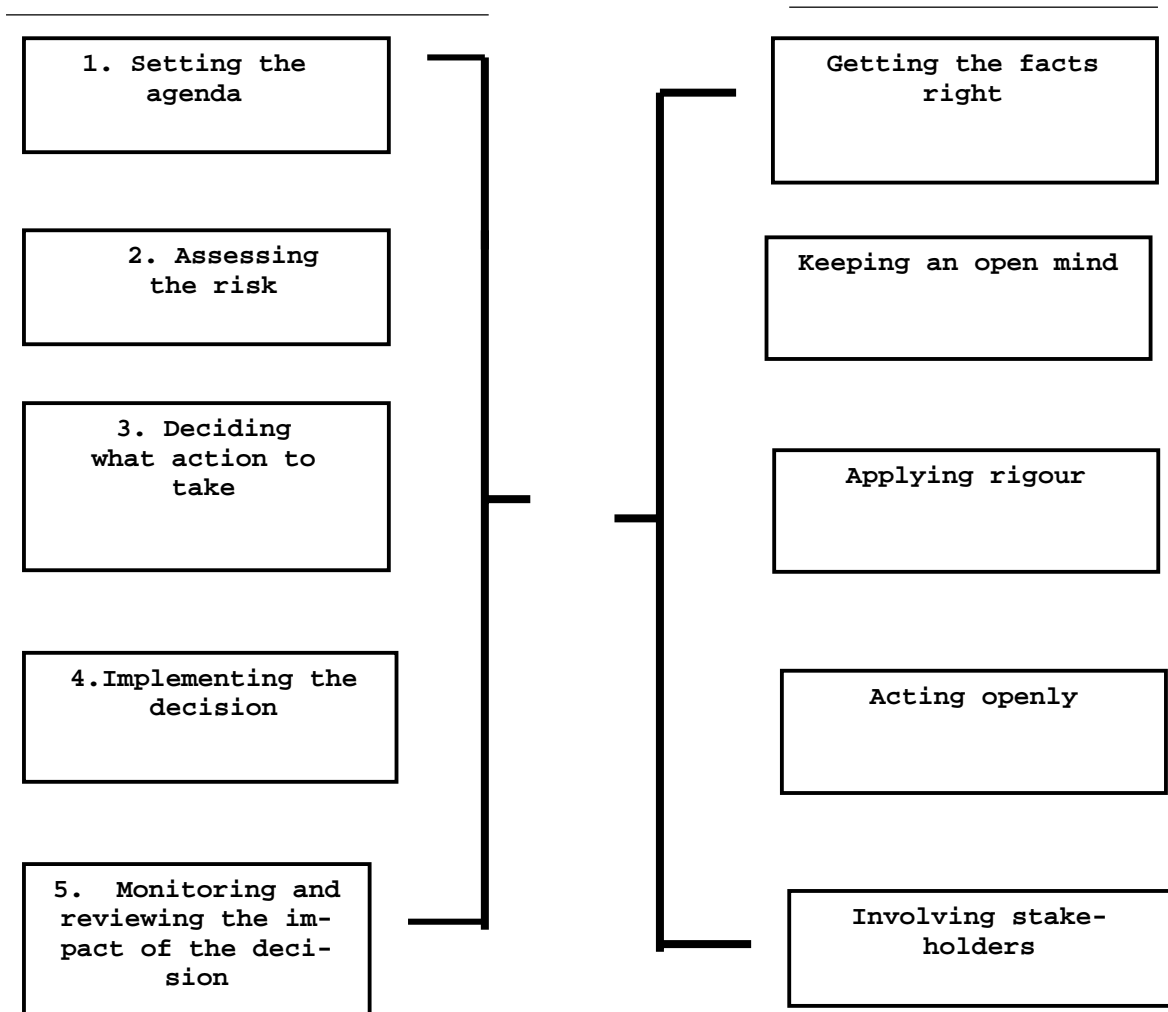 1. Setting the
agenda
2. Assessing
the risk
3. Deciding
what action to
take
4.Implementing the
decision
5. Monitoring and
reviewing the im-
pact of the deci-
sion
Getting the facts
right
Keeping an open mind
Applying rigour
Acting openly
Involving stake-
holders